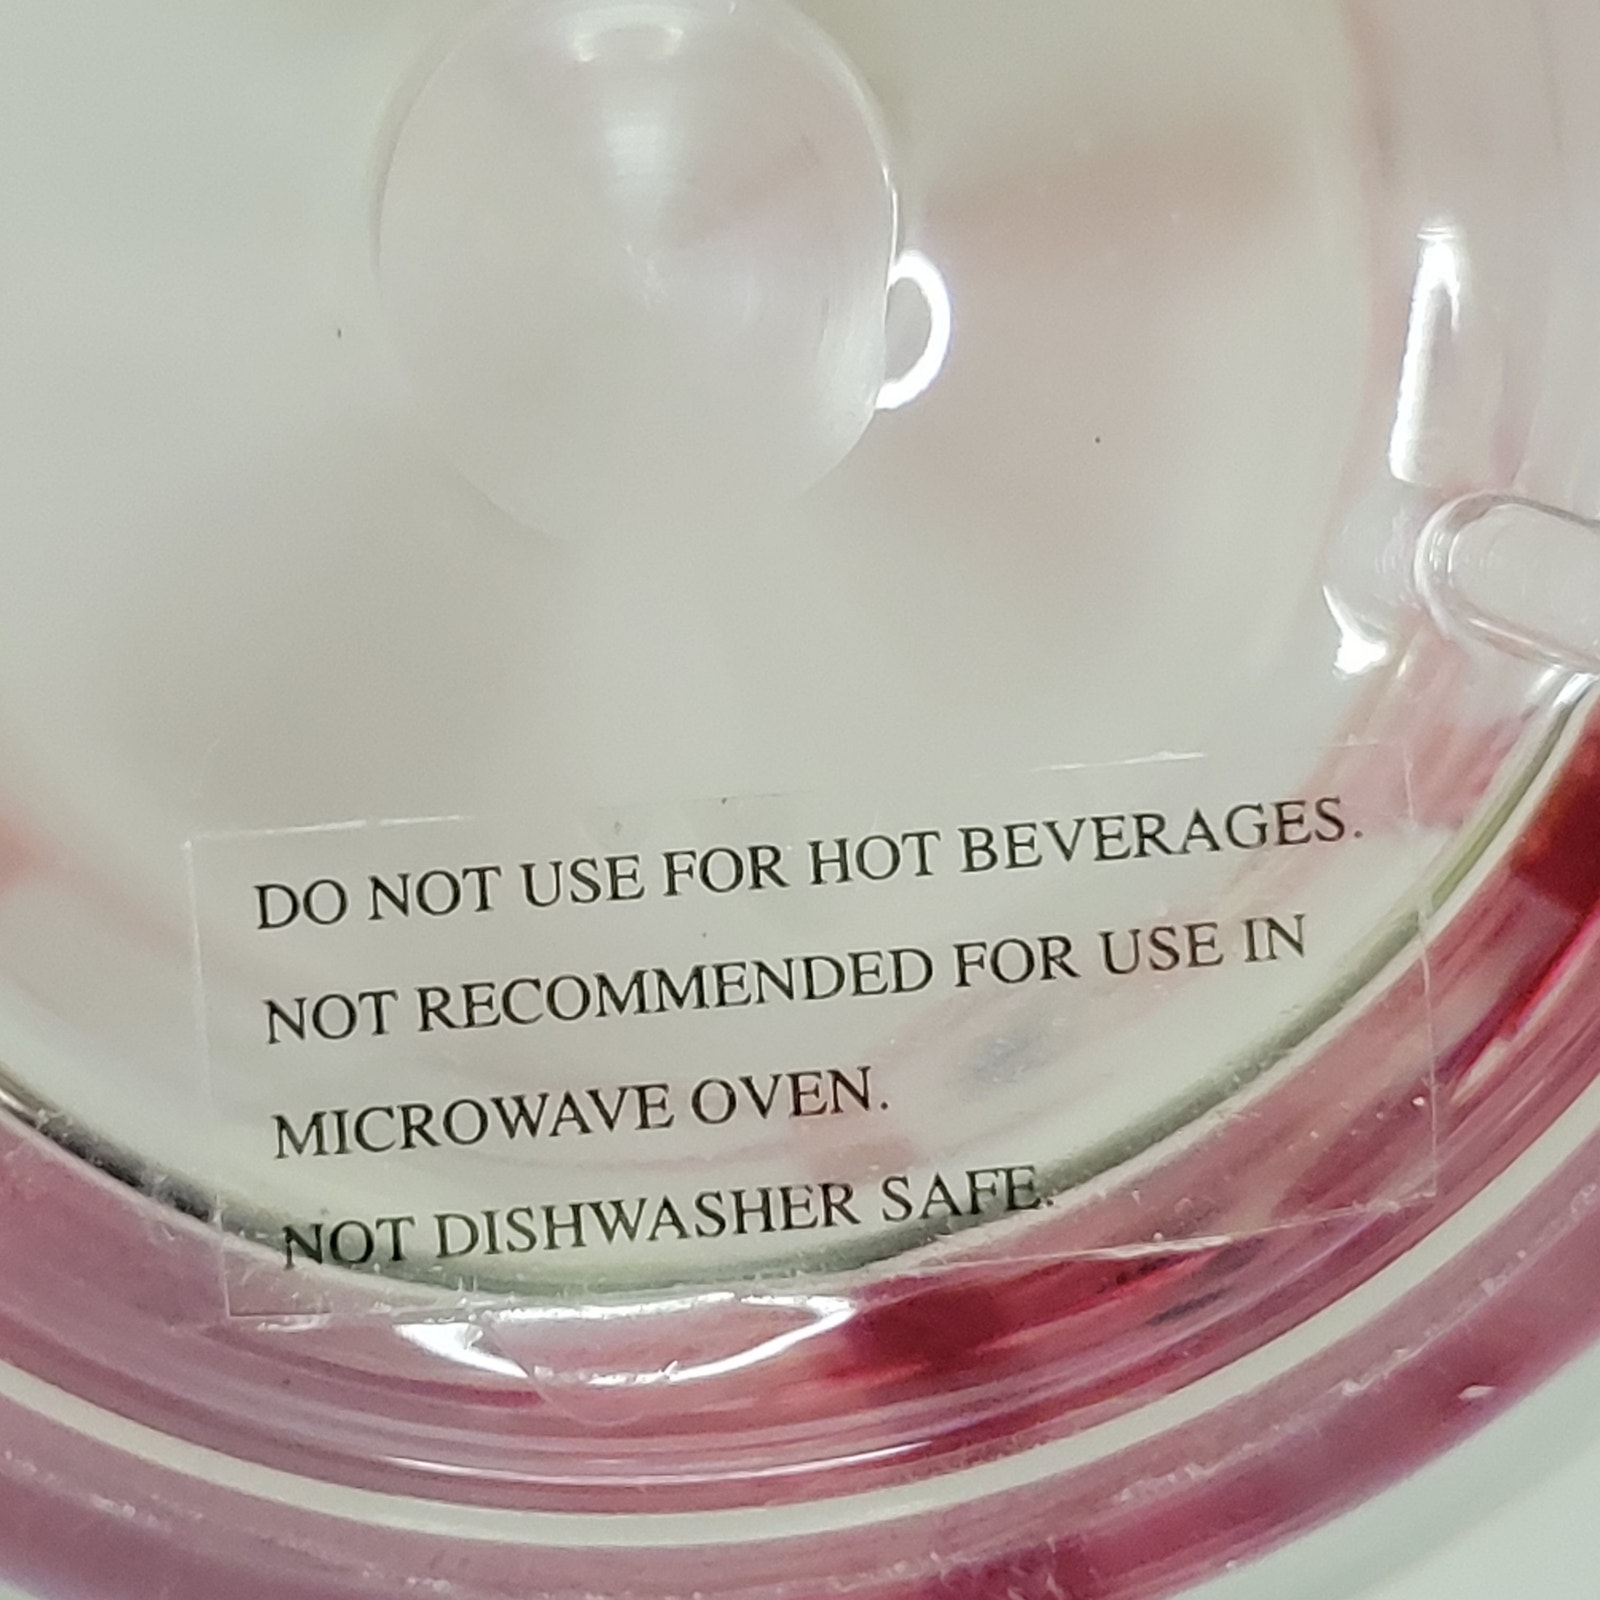 DO NOT USE FOR HOT BEVERAGES.
NOT RECOMMENDED FOR USE IN
MICROWAVE OVEN.
NOT DISHWASHER SAFE.